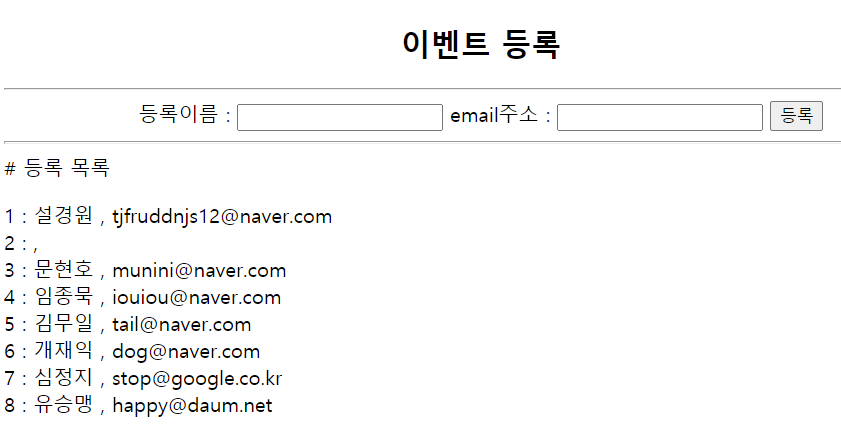 이벤트 등록
등록이름 : email주소 : 등록
# 등록 목록
1 : 설경원 , tjfruddnjs12@naver.com
2 : ,
3 : 문현호 , munini@naver.com
4 : 임종묵 , iouiou@naver.com
5 : 김무일 , tail@naver.com
6 : 개재익 , dog@naver.com
7 : 심정지 , stop@google.co.kr
8 : 유승맹 , happy@daum.net